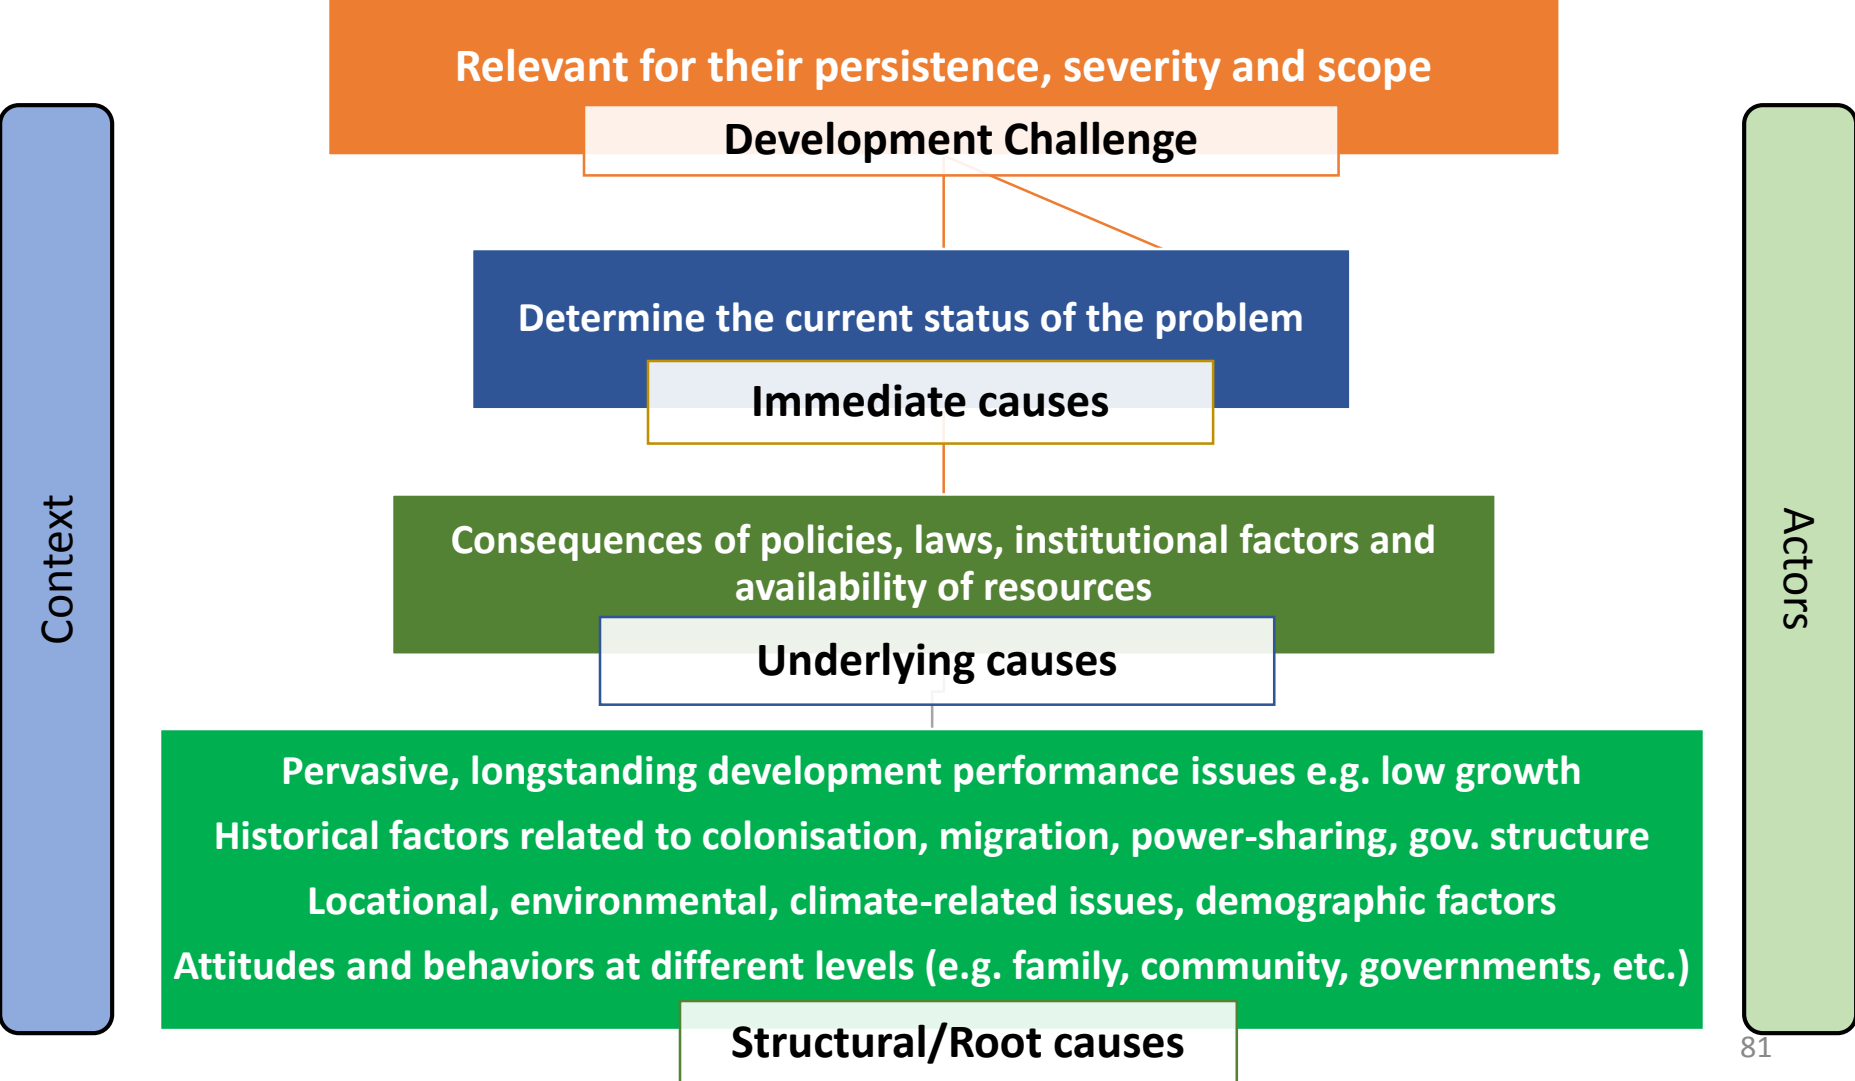 Relevant for their persistence, severity and scope
Development Challenge
Determine the current status of the problem
Immediate causes
Consequences of policies, laws, institutional factors and
availability of resources
Underlying causes
Pervasive, longstanding development performance issues e.g. low growth
Historical factors related to colonisation, migration, power-sharing, gov. structure
Locational, environmental, climate-related issues, demographic factors
Attitudes and behaviors at different levels (e.g. family, community, governments, etc.)
Structural/Root causes
Context
Actors
81